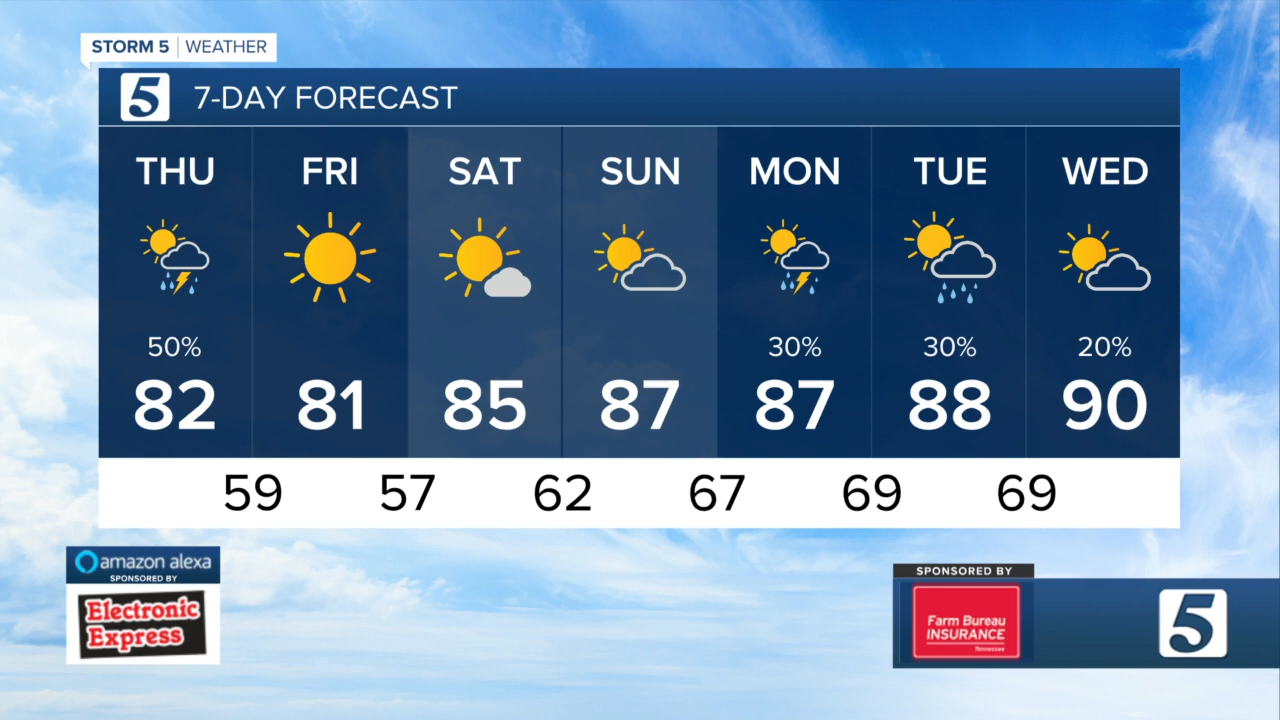 STORM 5 | WEATHER
5 7-DAY FORECAST
THU FRI SAT SUN MON TUE WED
50% 30% 30% 20%
82 81 85 87 87 88 90
59 57 62 67 69 69
amazon alexa
SPONSORED BY
Electronic
Express
SPONSORED BY
Farm Bureau
INSURANCE
Tennessee
5